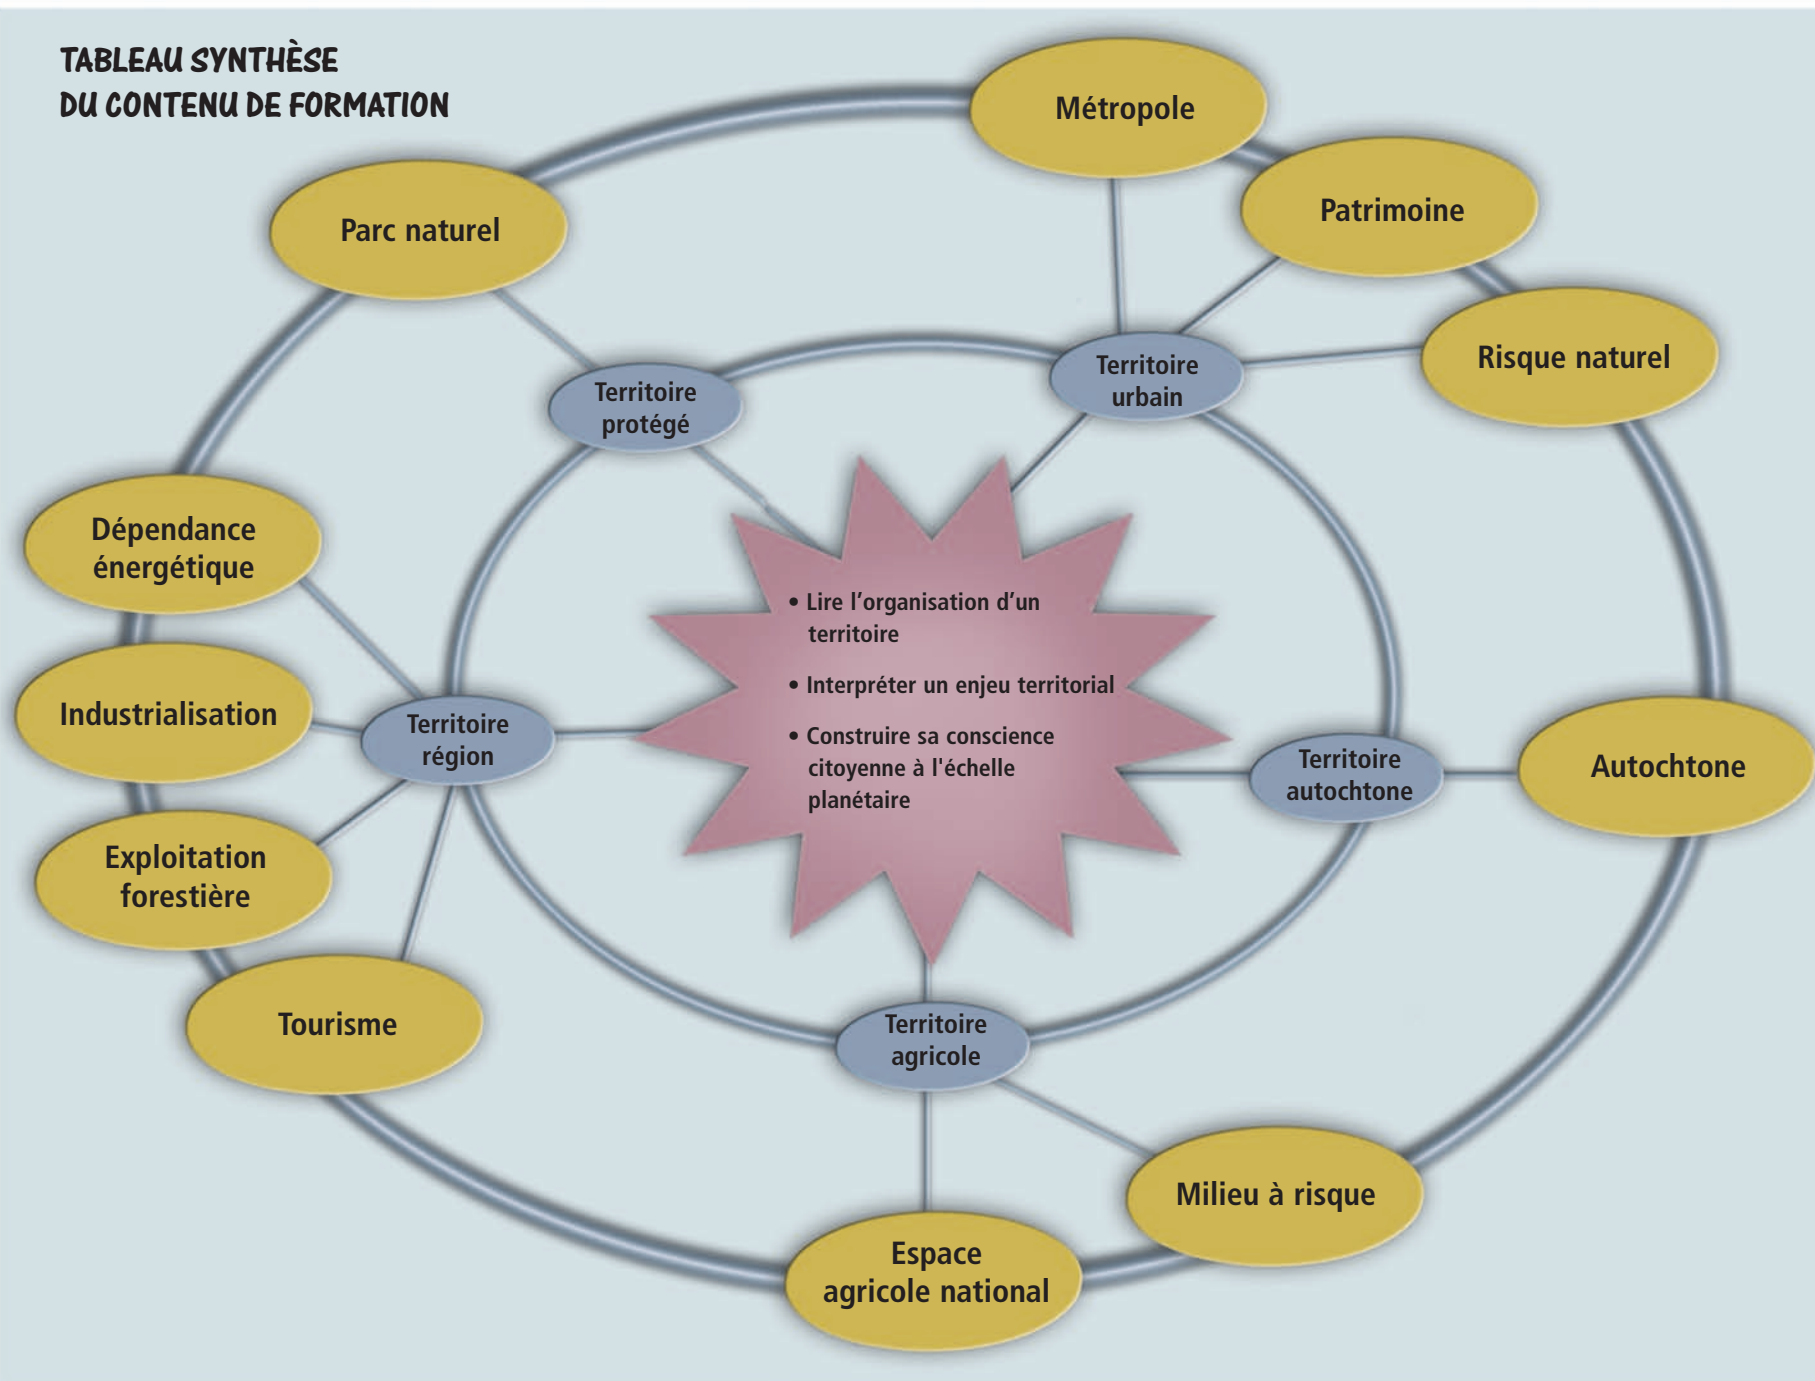 TABLEAU SYNTHÈSE
DU CONTENU DE FORMATION
Métropole
Patrimoine
Parc naturel
Risque naturel
Territoire
urbain
Territoire
protégé
Dépendance
énergétique
• Lire l’organisation d’un
territoire
• Interpréter un enjeu territorial
• Construire sa conscience
citoyenne à l'échelle
planétaire
Industrialisation
Territoire
région
Territoire
autochtone
Autochtone
Exploitation
forestière
Tourisme
Territoire
agricole
Milieu à risque
Espace
agricole national